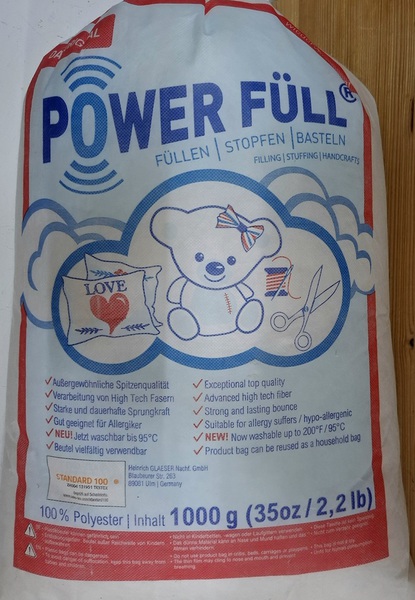 POWER FÜLL®
FÜLLEN | STOPFEN | BASTELN
FILLING | STUFFING | HANDCRAFTS
LOVE
✓Außergewöhnliche Spitzenqualität
✓Verarbeitung von High Tech Fasern
✓Starke und dauerhafte Sprungkraft
✓Gut geeignet für Allergiker
✓NEU! Jetzt waschbar bis 95°C
✓Beutel vielfältig verwendbar
✓Exceptional top quality
✓Advanced high tech fiber
✓Strong and lasting bounce
✓Suitable for allergy suffers / hypo-allergenic
✓NEW! Now washable up to 200°F / 95°C
✓Product bag can be reused as a household bag
STANDARD 100
Heinrich GLAESER Nachf. GmbH
Blaubeurer Str. 263
89081 Ulm | Germany
100% Polyester | Inhalt 1000 g (35oz / 2,2 lb)